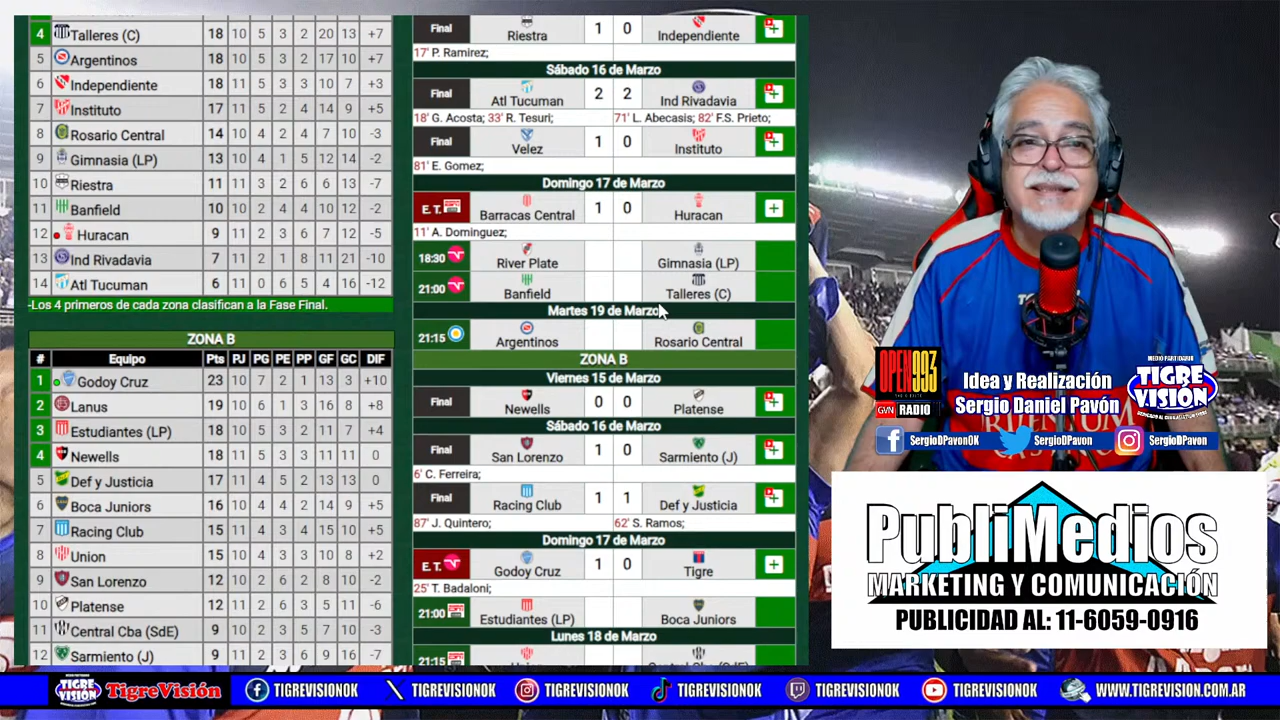 4 Talleres (C) 18 10 5 3 2 20 13 +7
5 Argentinos 18 10 5 3 2 17 10 +7
6 Independiente 18 11 5 3 3 10 7 +3
7 Instituto 17 11 5 2 4 14 9 +5
8 Rosario Central 14 10 4 2 4 7 10 -3
9 Gimnasia (LP) 13 10 4 1 5 12 14 -2
10 Riestra 11 11 3 2 6 6 13 -7
11 Banfield 10 10 2 4 4 10 12 -2
12 Huracan 9 11 2 3 6 7 12 -5
13 Ind Rivadavia 7 11 2 1 8 11 21 -10
14 Atl Tucuman 6 11 0 6 5 4 16 -12
-Los 4 primeros de cada zona clasifican a la Fase Final.
ZONA B
# Equipo Pts PJ PG PE PP GF GC DIF
1 Godoy Cruz 23 10 7 2 1 13 3 +10
2 Lanus 19 10 6 1 3 16 8 +8
3 Estudiantes (LP) 18 10 5 3 2 11 7 +4
4 Newells 18 11 5 3 3 11 11 0
5 Def y Justicia 17 11 4 5 2 13 13 0
6 Boca Juniors 16 10 4 4 2 14 9 +5
7 Racing Club 15 11 4 3 4 15 10 +5
8 Union 15 10 4 3 3 10 8 +2
9 San Lorenzo 12 10 2 6 2 8 10 -2
10 Platense 12 11 2 6 3 5 11 -6
11 Central Cba (SdE) 9 10 2 3 5 7 10 -3
12 Sarmiento (J) 9 11 2 3 6 9 16 -7
Final Riestra 1 0 Independiente
17' P. Ramirez;
Sábado 16 de Marzo
Final Atl Tucuman 2 2 Ind Rivadavia
18' G. Acosta; 33' R. Tesuri; 71' L. Abecasis; 82' F.S. Prieto;
Final Velez 1 0 Instituto
81' E. Gomez;
Domingo 17 de Marzo
E.T. Barracas Central 1 0 Huracan
11' A. Dominguez;
18:30 River Plate Gimnasia (LP)
21:00 Banfield Talleres (C)
Martes 19 de Marzo
21:15 Argentinos Rosario Central
ZONA B
Viernes 15 de Marzo
Final Newells 0 0 Platense
Sábado 16 de Marzo
Final San Lorenzo 1 0 Sarmiento (J)
6' C. Ferreira;
Final Racing Club 1 1 Def y Justicia
87' J. Quintero; 62' S. Ramos;
Domingo 17 de Marzo
E.T. Godoy Cruz 1 0 Tigre
25' T. Badaloni;
21:00 Estudiantes (LP) Boca Juniors
Lunes 18 de Marzo
21:15 Union Central Cba (SdE)
OPEN 993
GVN RADIO
Idea y Realización
Sergio Daniel Pavón
MEDIO PARTIDARIO
TIGRE
VISIÓN
SergioDPavonOK SergioDPavon SergioDPavon
PubliMedios
MARKETING Y COMUNICACIÓN
PUBLICIDAD AL: 11-6059-0916
TIGRE
VISIÓN
TigreVisión TIGREVISIONOK TIGREVISIONOK TIGREVISIONOK TIGREVISIONOK TIGREVISIONOK TIGREVISIONOK WWW.TIGREVISION.COM.AR